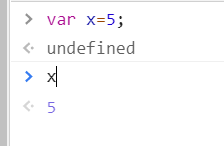 > var x=5;
< undefined
> x
< 5